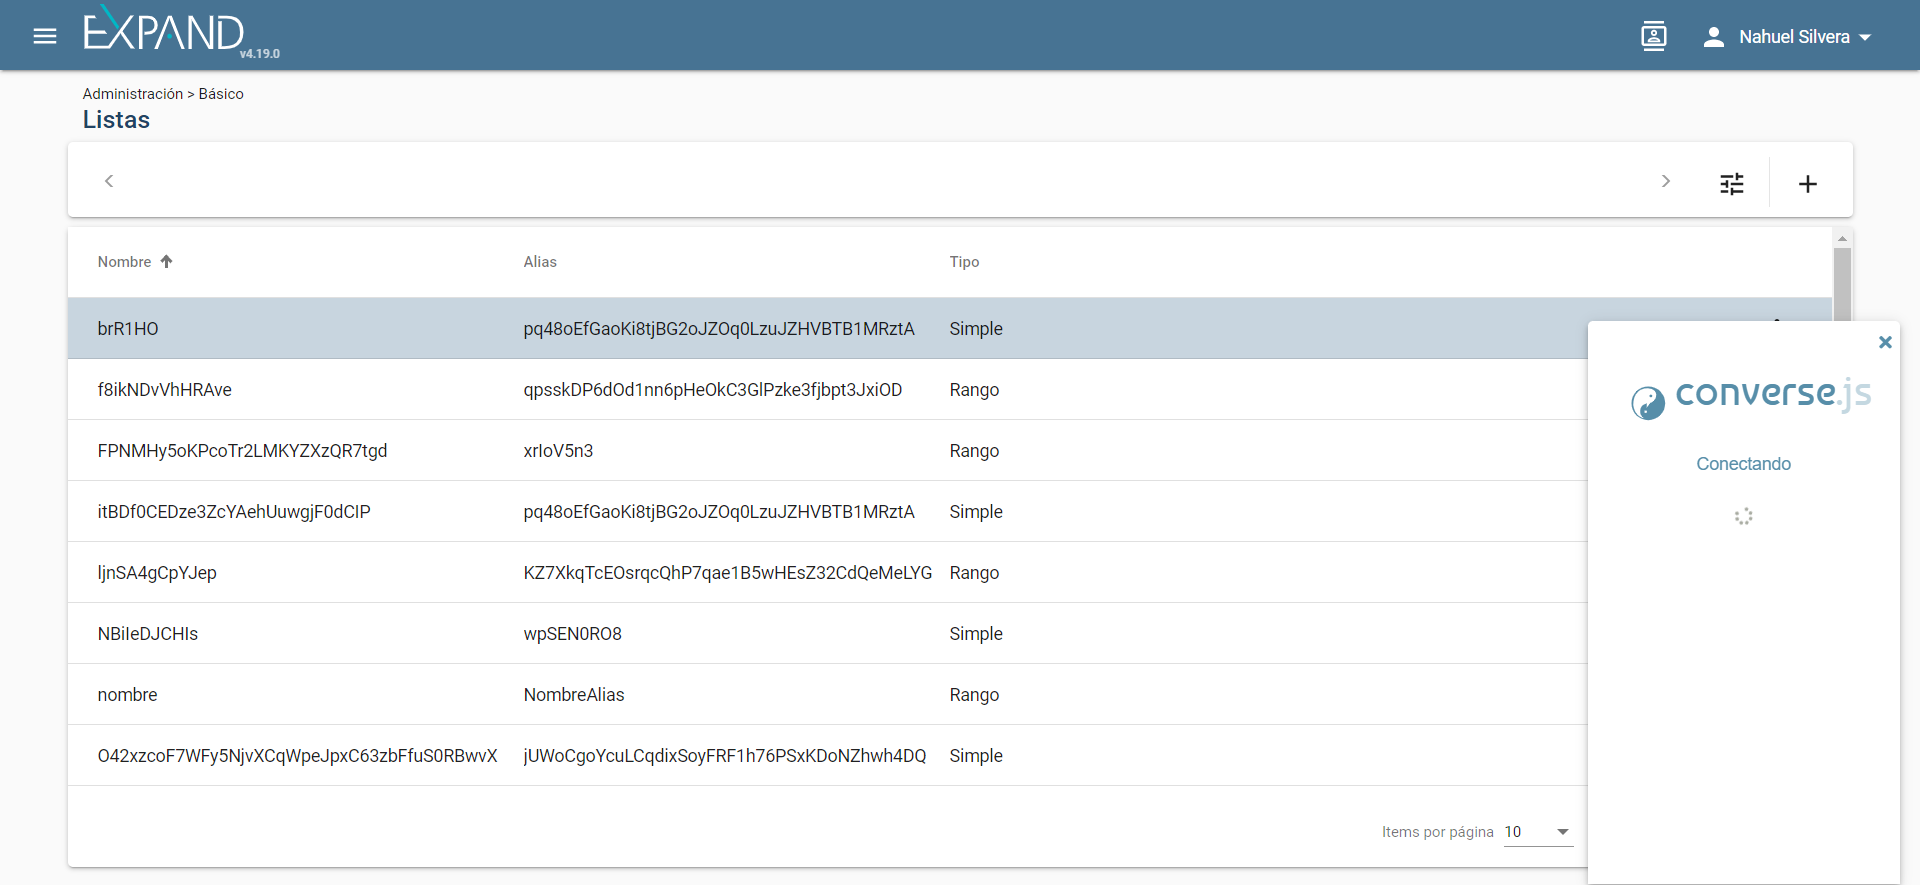 EXPAND
v4.19.0
Nahuel Silvera
Administración > Básico
Listas
Nombre Alias Tipo
brR1HO pq48oEfGaoKi8tjBG2oJZOq0LzuJZHVBTB1MRztA Simple
f8ikNDvVhHRAve qpsskDP6dOd1nn6pHeOkC3GlPzke3fjbpt3JxiOD Rango
FPNMHy5oKPcoTr2LMKYZXzQR7tgd xrIoV5n3 Rango
itBDf0CEDze3ZcYAehUuwgjF0dCIP pq48oEfGaoKi8tjBG2oJZOq0LzuJZHVBTB1MRztA Simple
ljnSA4gCpYJep KZ7XkqTcEOsrqcQhP7qae1B5wHEsZ32CdQeMeLYG Rango
NBiIeDJCHIs wpSEN0RO8 Simple
nombre NombreAlias Rango
O42xzcoF7WFy5NjvXCqWpeJpxC63zbFfuS0RBwvX jUWoCgoYcuLCqdixSoyFRF1h76PSxKDoNZhwh4DQ Simple
Items por página 10
converse.js
Conectando